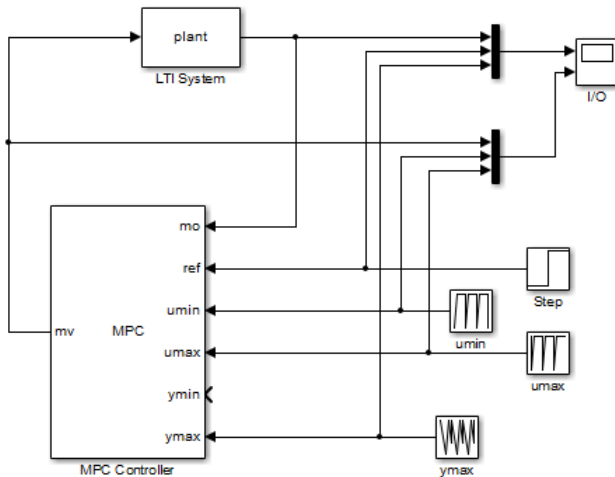 plant
LTI System
I/O
mo
ref
Step
umin
MPC
mv
umin
umax
umax
ymin
ymax
ymax
MPC Controller